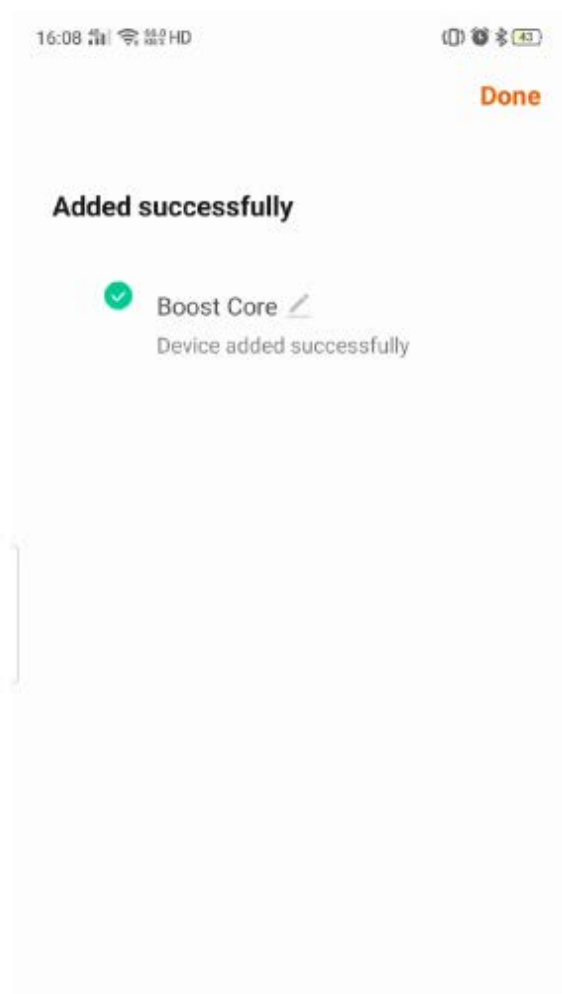 16:08 HD 43
Done
Added successfully
Boost Core
Device added successfully